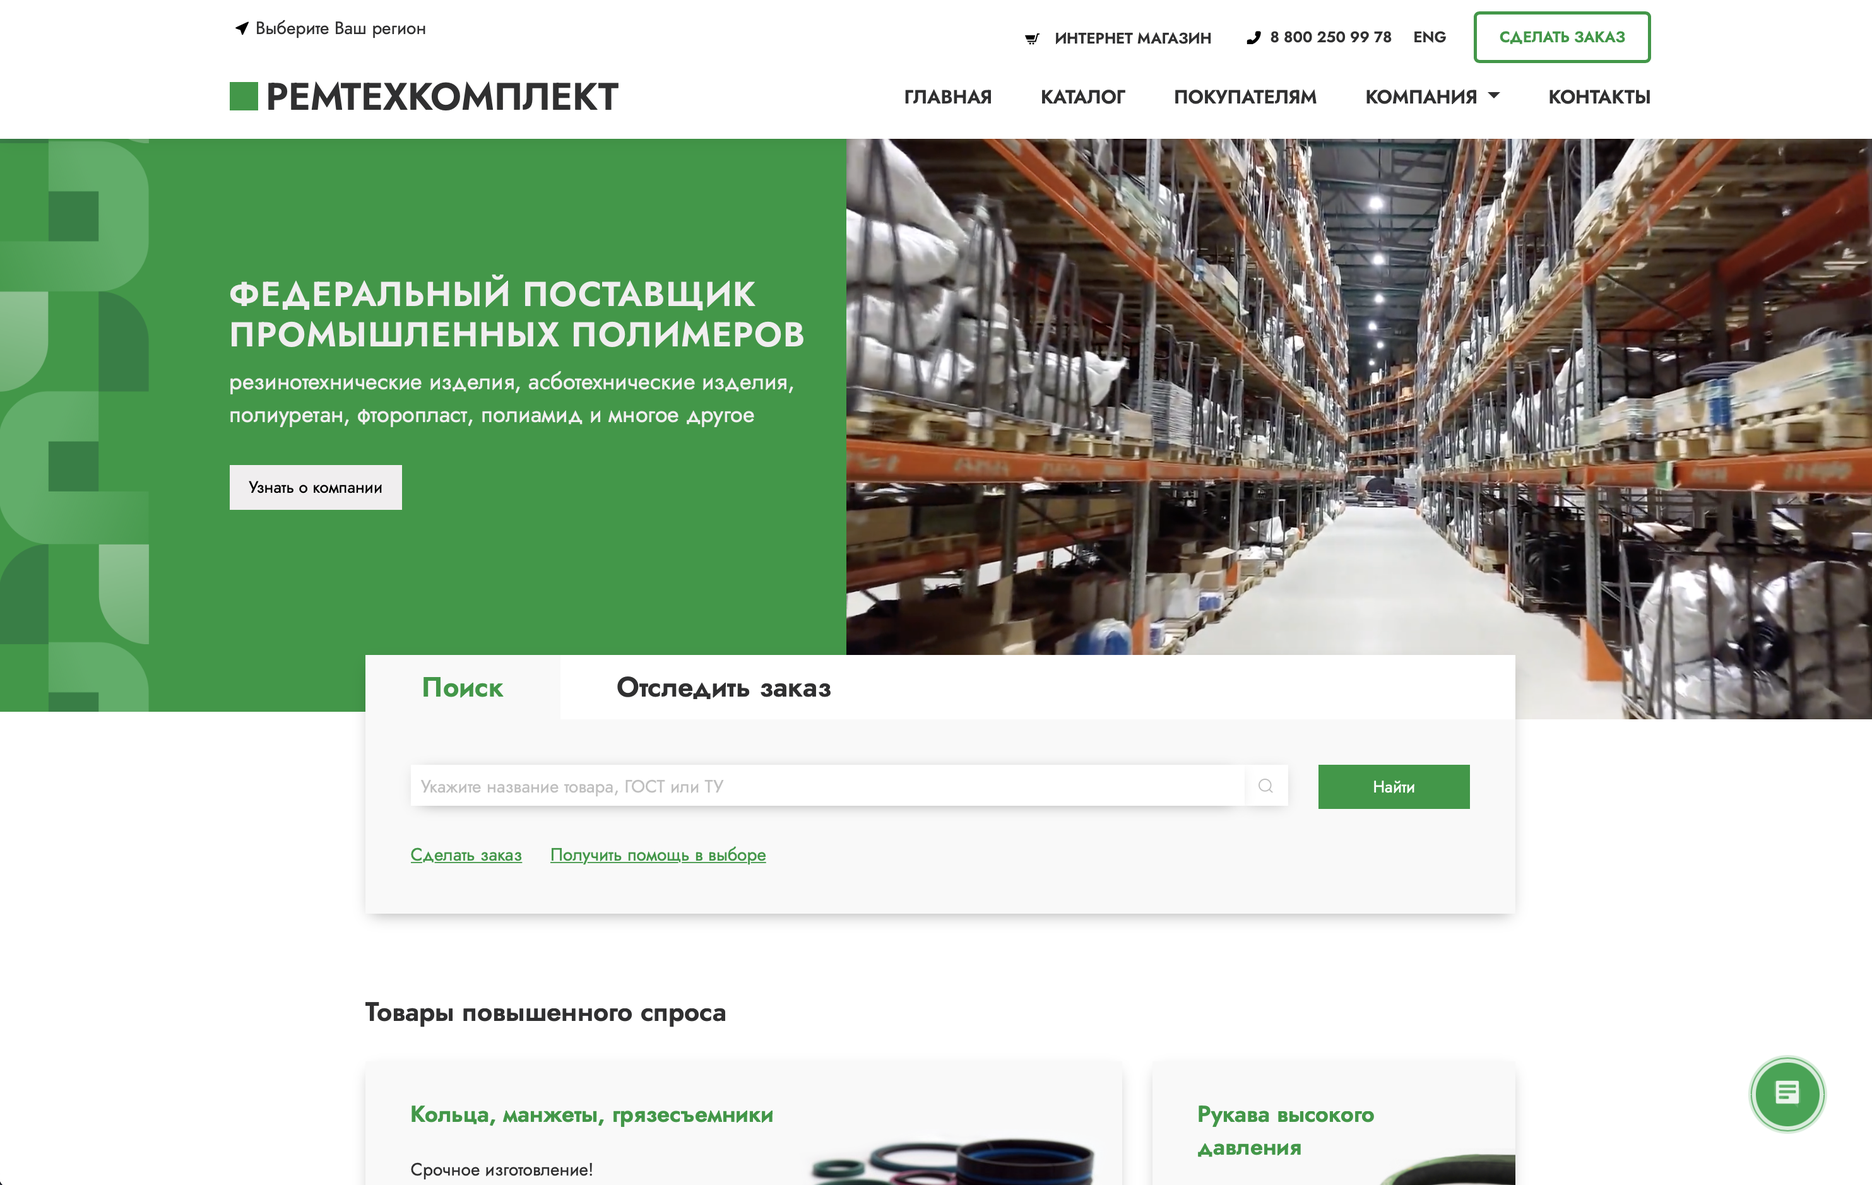 Выберите Ваш регион
ИНТЕРНЕТ МАГАЗИН
8 800 250 99 78
ENG
СДЕЛАТЬ ЗАКАЗ
РЕМТЕХКОМПЛЕКТ
ГЛАВНАЯ
КАТАЛОГ
ПОКУПАТЕЛЯМ
КОМПАНИЯ
КОНТАКТЫ
ФЕДЕРАЛЬНЫЙ ПОСТАВЩИК
ПРОМЫШЛЕННЫХ ПОЛИМЕРОВ
резинотехнические изделия, асботехнические изделия,
полиуретан, фторопласт, полиамид и многое другое
Узнать о компании
Поиск
Отследить заказ
Укажите название товара, ГОСТ или ТУ
Найти
Сделать заказ
Получить помощь в выборе
Товары повышенного спроса
Кольца, манжеты, грязесъемники
Срочное изготовление!
Рукава высокого
давления